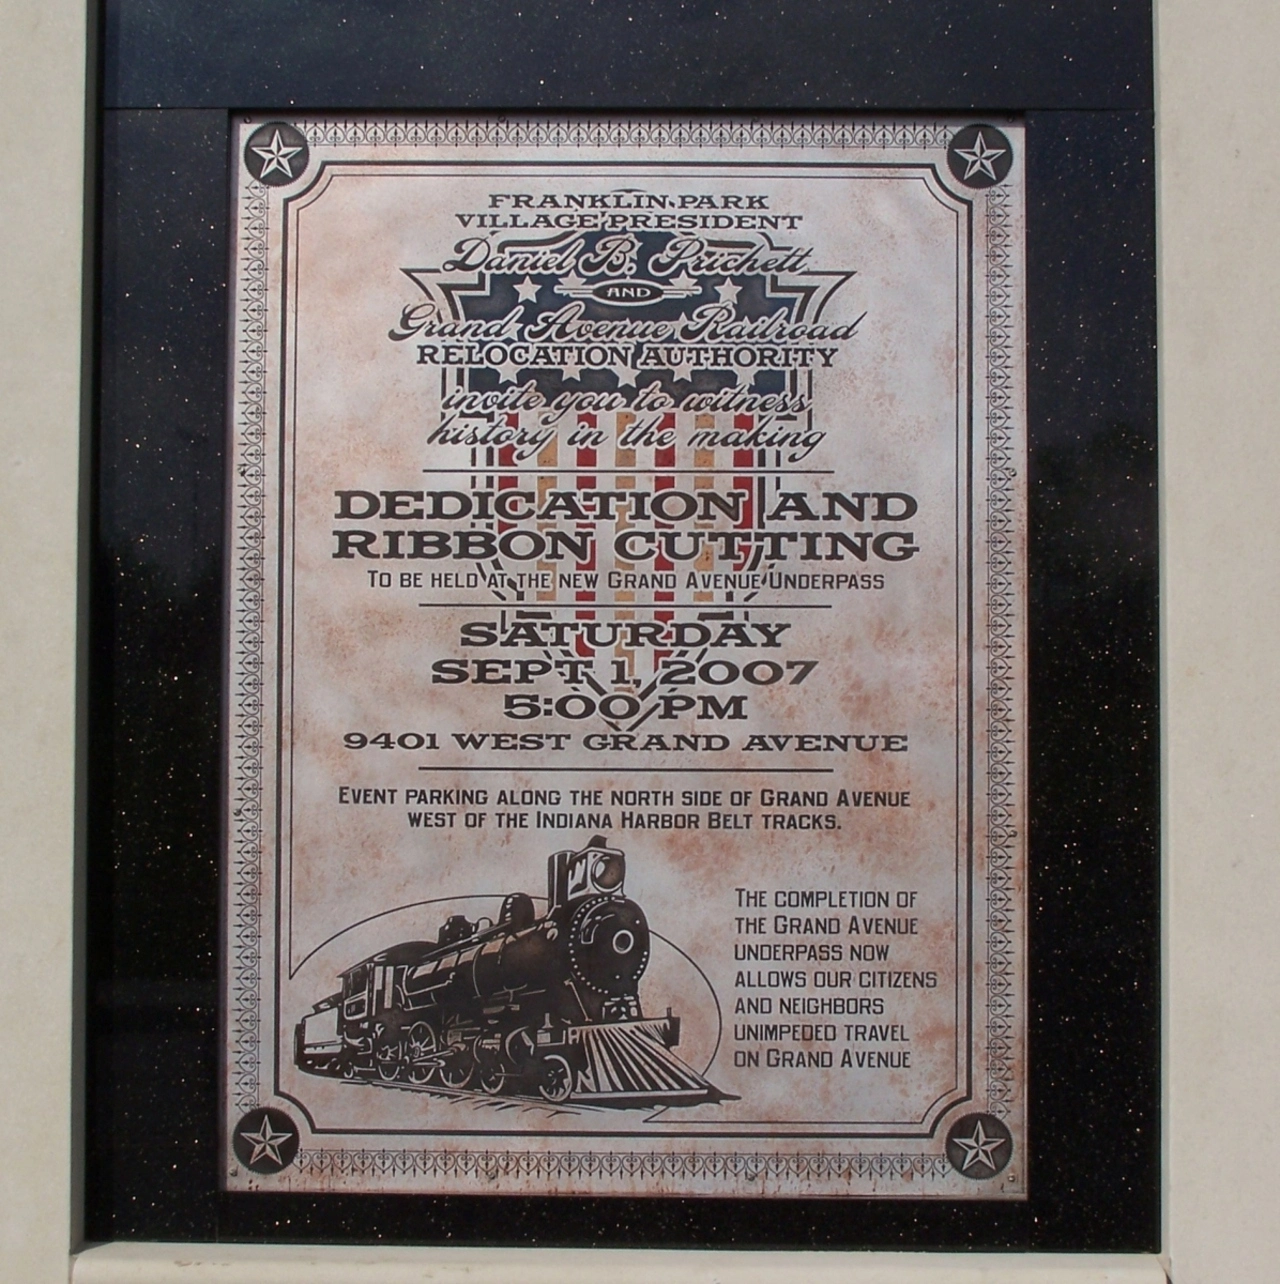 FRANKLIN PARK
VILLAGE PRESIDENT
Daniel B. Prichett
AND
Grand Avenue Railroad
RELOCATION AUTHORITY
invite you to witness
history in the making
DEDICATION AND
RIBBON CUTTING
TO BE HELD AT THE NEW GRAND AVENUE UNDERPASS
SATURDAY
SEPT 1, 2007
5:00 PM
9401 WEST GRAND AVENUE
EVENT PARKING ALONG THE NORTH SIDE OF GRAND AVENUE
WEST OF THE INDIANA HARBOR BELT TRACKS.
THE COMPLETION OF
THE GRAND AVENUE
UNDERPASS NOW
ALLOWS OUR CITIZENS
AND NEIGHBORS
UNIMPEDED TRAVEL
ON GRAND AVENUE